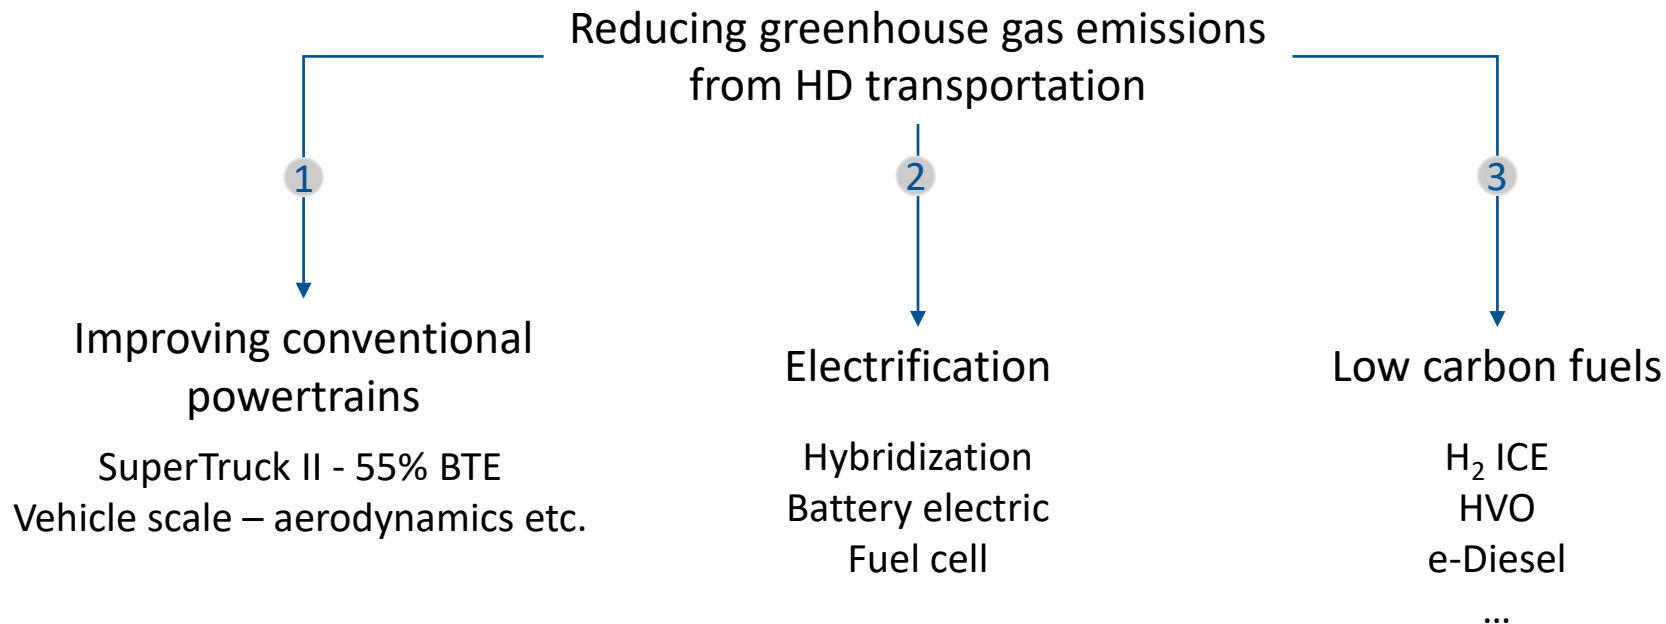 Reducing greenhouse gas emissions
from HD transportation
1
2
3
Improving conventional
powertrains
SuperTruck II - 55% BTE
Vehicle scale – aerodynamics etc.
Electrification
Hybridization
Battery electric
Fuel cell
Low carbon fuels
H₂ ICE
HVO
e-Diesel
...